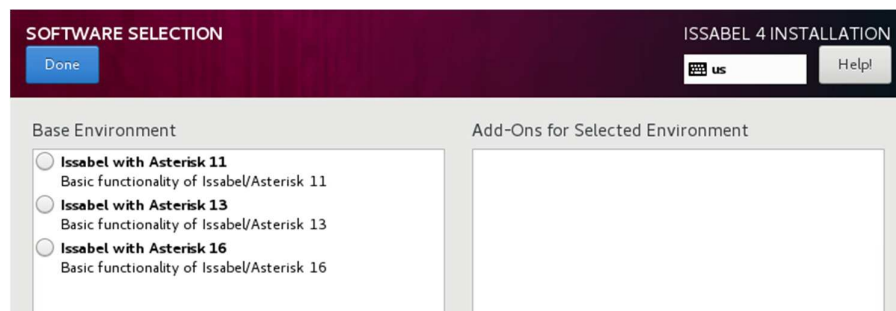 SOFTWARE SELECTION
ISSABEL 4 INSTALLATION
Done
us
Help!
Base Environment
Add-Ons for Selected Environment
Issabel with Asterisk 11
Basic functionality of Issabel/Asterisk 11
Issabel with Asterisk 13
Basic functionality of Issabel/Asterisk 13
Issabel with Asterisk 16
Basic functionality of Issabel/Asterisk 16